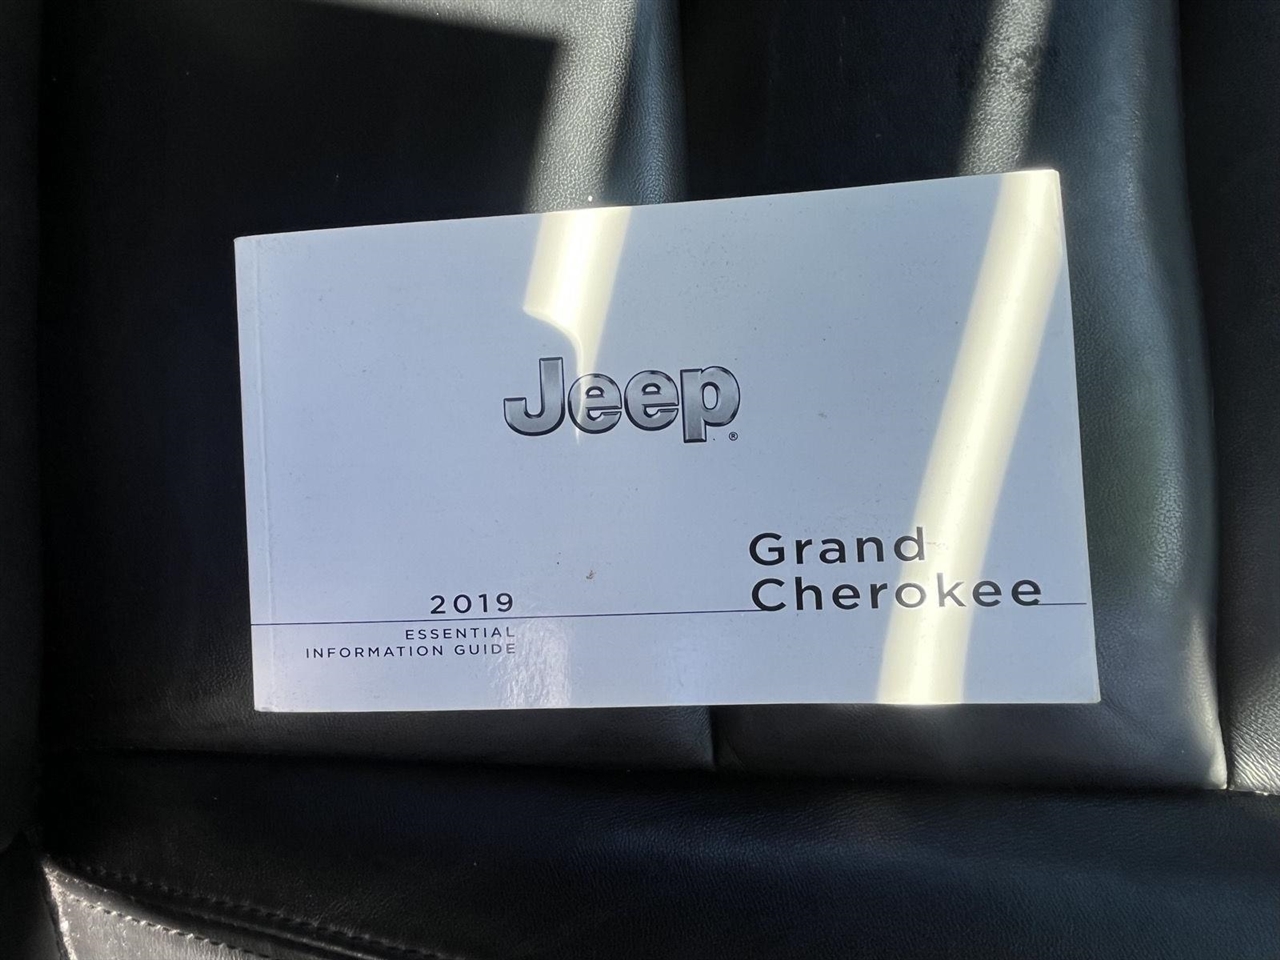 Jeep®
Grand
Cherokee
2019
ESSENTIAL
INFORMATION GUIDE